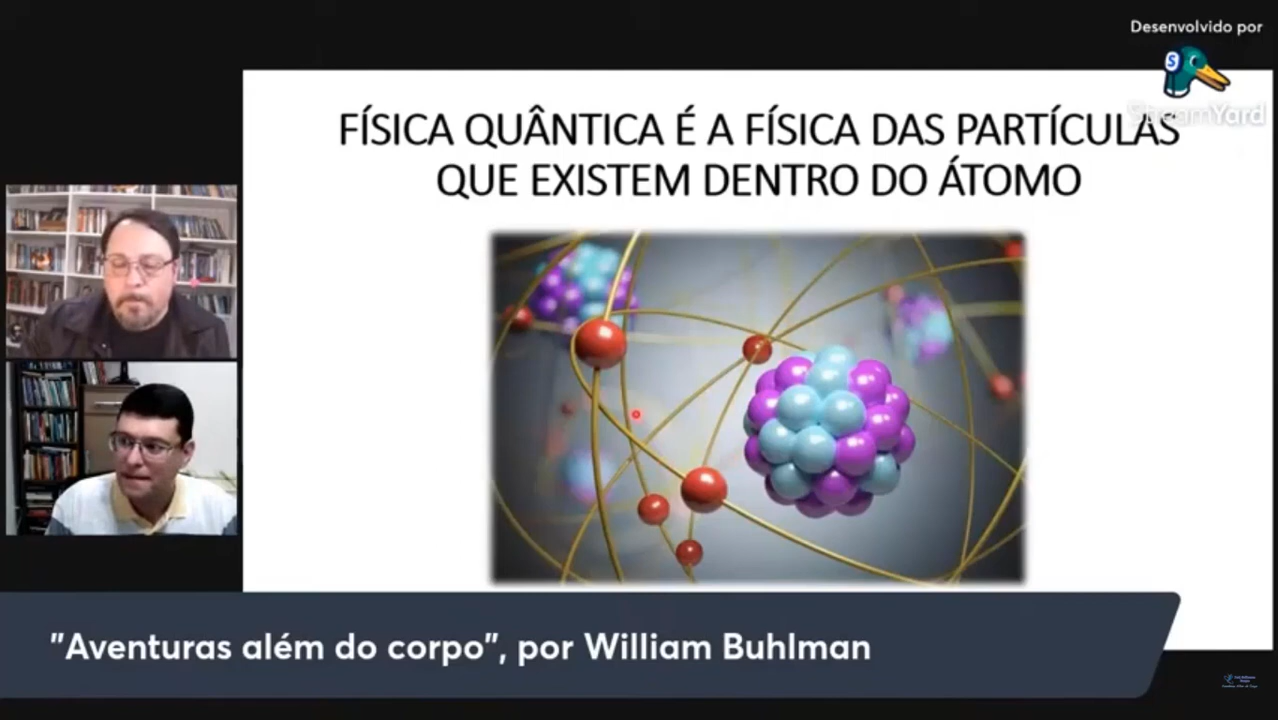 Desenvolvido por
StreamYard
FÍSICA QUÂNTICA É A FÍSICA DAS PARTÍCULAS
QUE EXISTEM DENTRO DO ÁTOMO
"Aventuras além do corpo", por William Buhlman